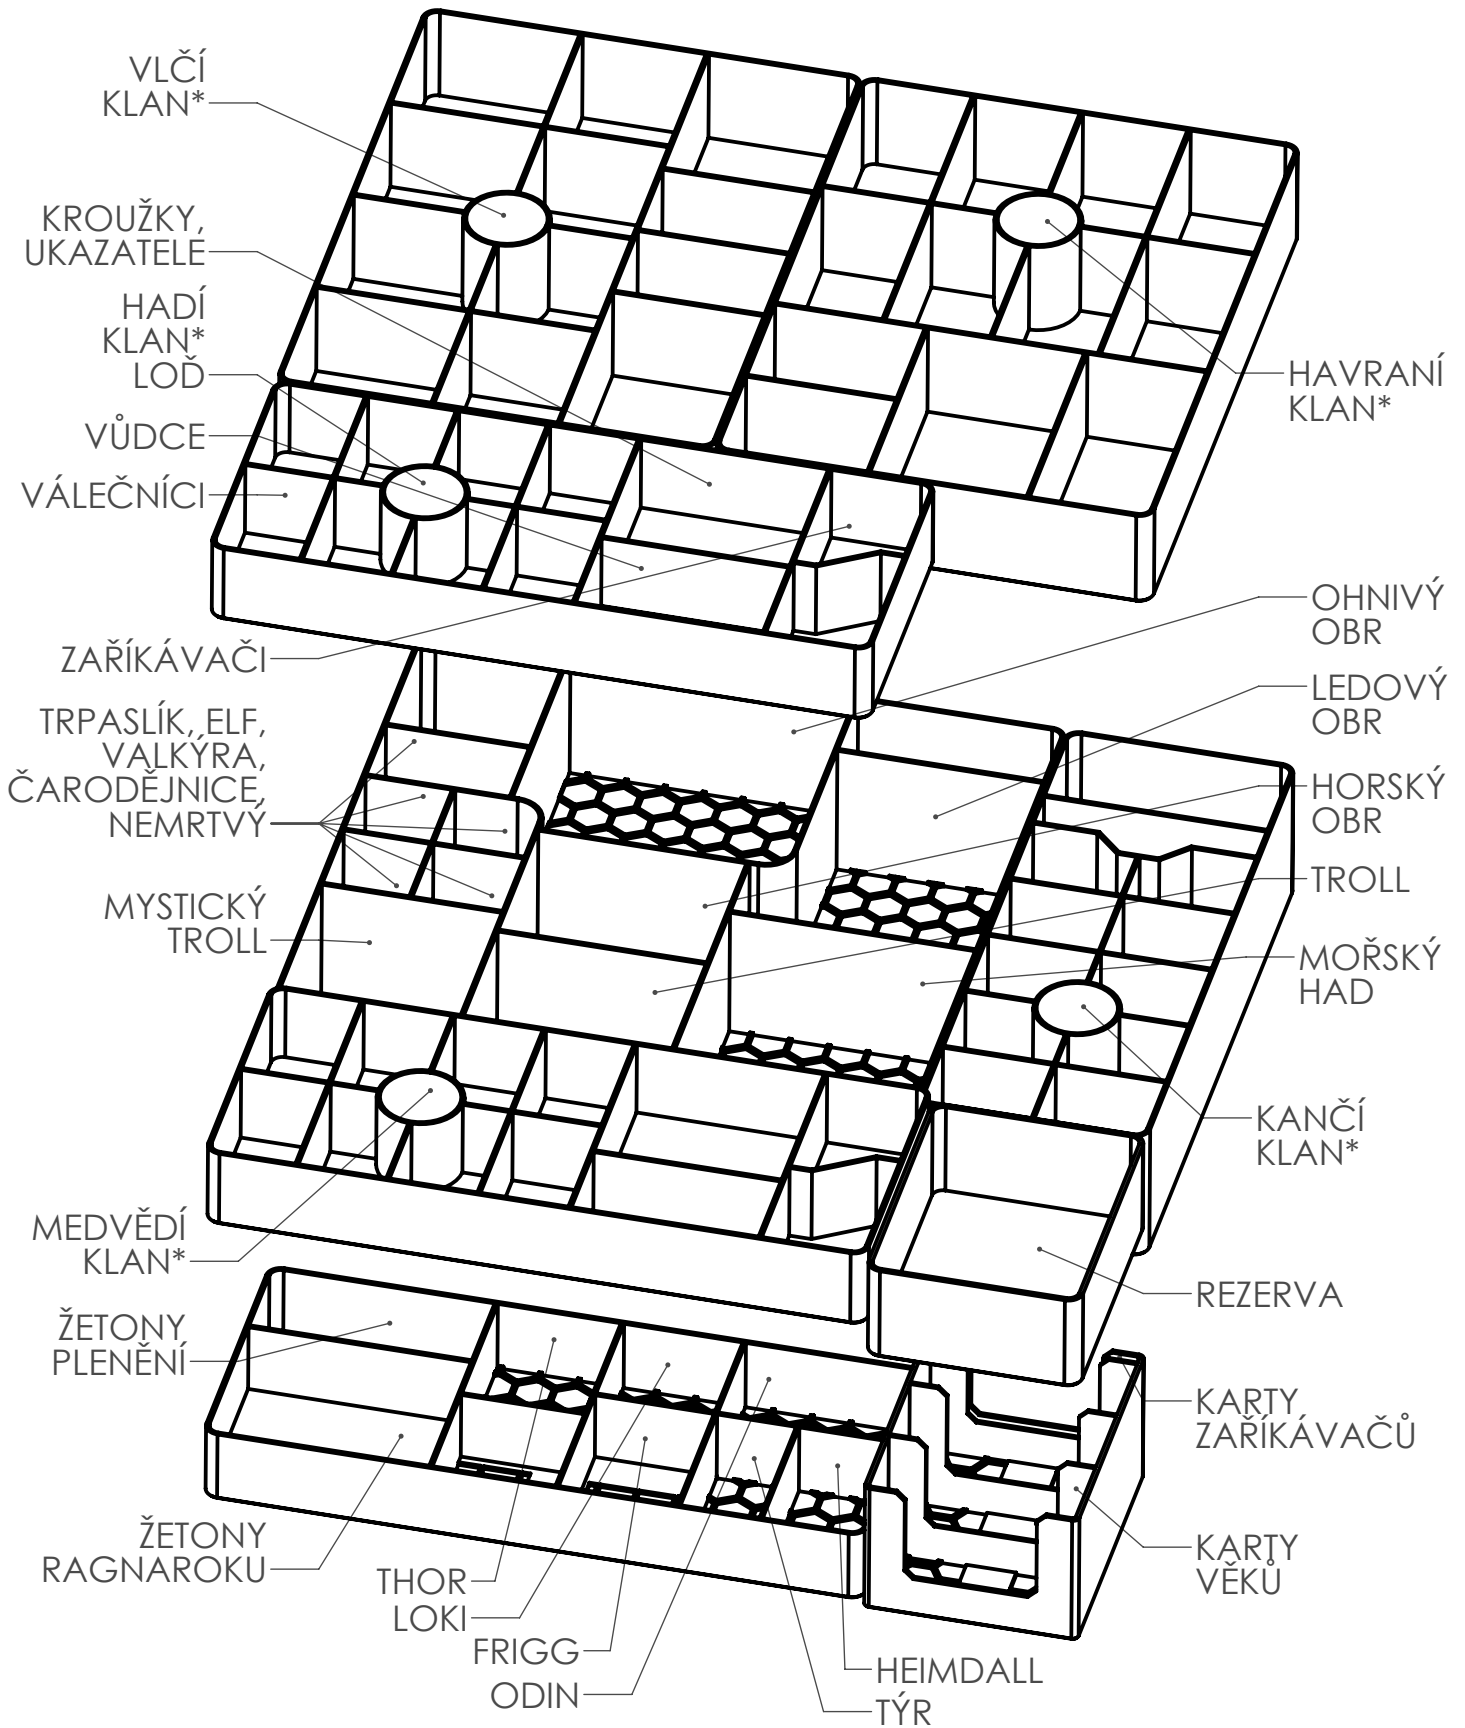 VLČÍ
KLAN*
KROUŽKY,
UKAZATELE
HADÍ
KLAN*
LOĎ
VŮDCE
VÁLEČNÍCI
HAVRANÍ
KLAN*
ZAŘÍKÁVAČI
OHNIVÝ
OBR
LEDOVÝ
OBR
TRPASLÍK, ELF,
VALKÝRA,
ČARODĚJNICE,
NEMRTVÝ
HORSKÝ
OBR
TROLL
MYSTICKÝ
TROLL
MOŘSKÝ
HAD
KANČÍ
KLAN*
MEDVĚDÍ
KLAN*
REZERVA
ŽETONY
PLENĚNÍ
KARTY
ZAŘÍKÁVAČŮ
ŽETONY
RAGNAROKU
KARTY
VĚKŮ
THOR
LOKI
FRIGG
ODIN
HEIMDALL
TÝR